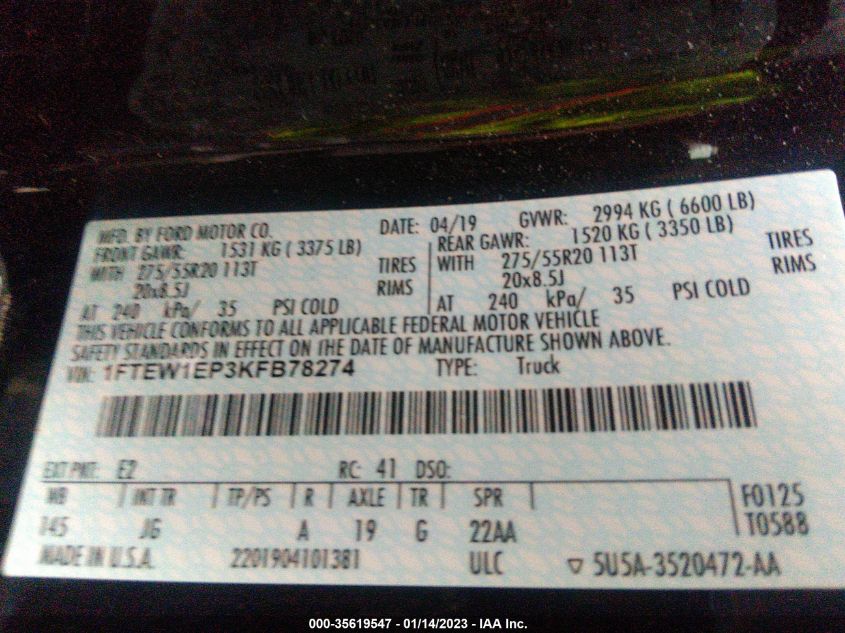 MFD. BY FORD MOTOR CO. DATE: 04/19 GVWR: 2994 KG ( 6600 LB)
FRONT GAWR: 1531 KG ( 3375 LB) REAR GAWR: 1520 KG ( 3350 LB)
WITH 275/55R20 113T TIRES WITH 275/55R20 113T TIRES
20x8.5J RIMS 20x8.5J RIMS
AT 240 kPa/ 35 PSI COLD AT 240 kPa/ 35 PSI COLD
THIS VEHICLE CONFORMS TO ALL APPLICABLE FEDERAL MOTOR VEHICLE
SAFETY STANDARDS IN EFFECT ON THE DATE OF MANUFACTURE SHOWN ABOVE.
VIN: 1FTEW1EP3KFB78274 TYPE: Truck
EXT PNT: E2 RC: 41 DSO:
WB INT TR TP/PS R AXLE TR SPR F0125
145 JG A 19 G 22AA T0588
MADE IN U.S.A. 2201904101381 ULC ▽ 5U5A-3520472-AA
000-35619547 - 01/14/2023 - IAA Inc.